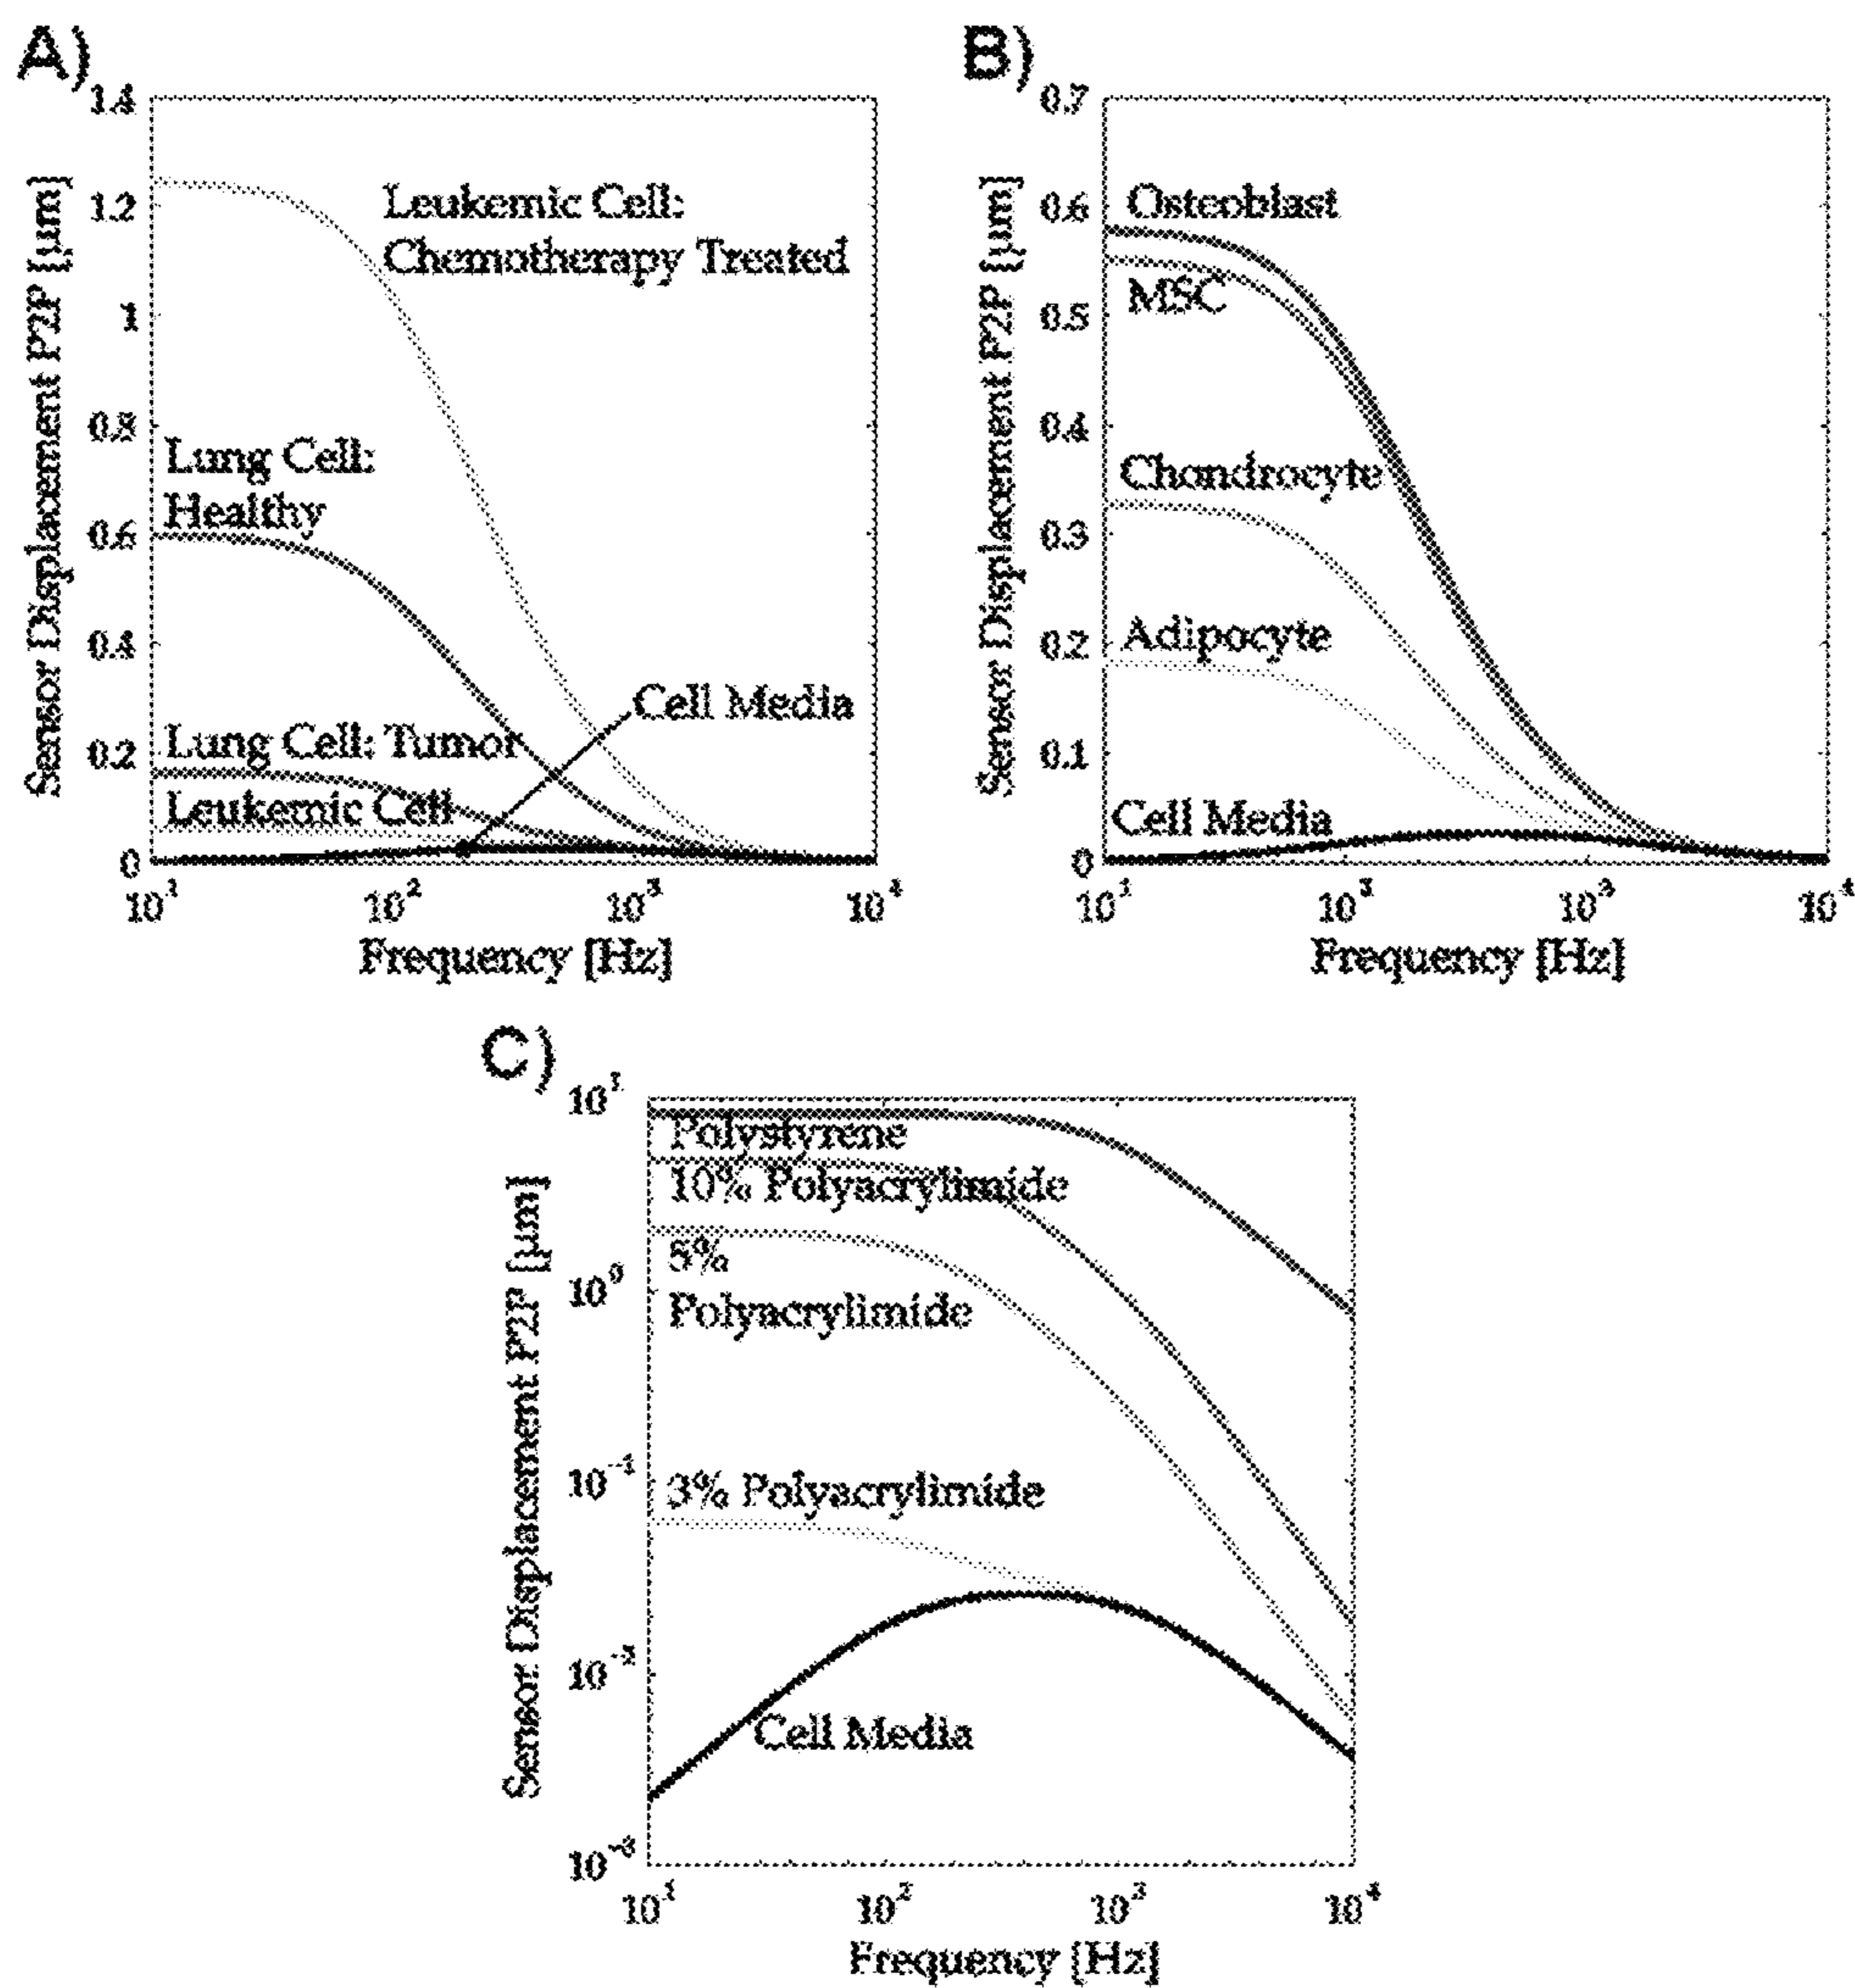 A)
Sensor Displacement P2P [µm]
1.4
1.2
1
0.8
0.6
0.4
0.2
0
Leukemic Cell:
Chemotherapy Treated
Lung Cell:
Healthy
Cell Media
Lung Cell: Tumor
Leukemic Cell
10¹ 10² 10³ 10⁴
Frequency [Hz]
B)
Sensor Displacement P2P [µm]
0.7
0.6
0.5
0.4
0.3
0.2
0.1
0
Osteoblast
MSC
Chondrocyte
Adipocyte
Cell Media
10¹ 10² 10³ 10⁴
Frequency [Hz]
C)
Sensor Displacement P2P [µm]
10¹
10⁰
10⁻¹
10⁻²
10⁻³
Polystyrene
10% Polyacrylimide
5%
Polyacrylimide
3% Polyacrylimide
Cell Media
10¹ 10² 10³ 10⁴
Frequency [Hz]